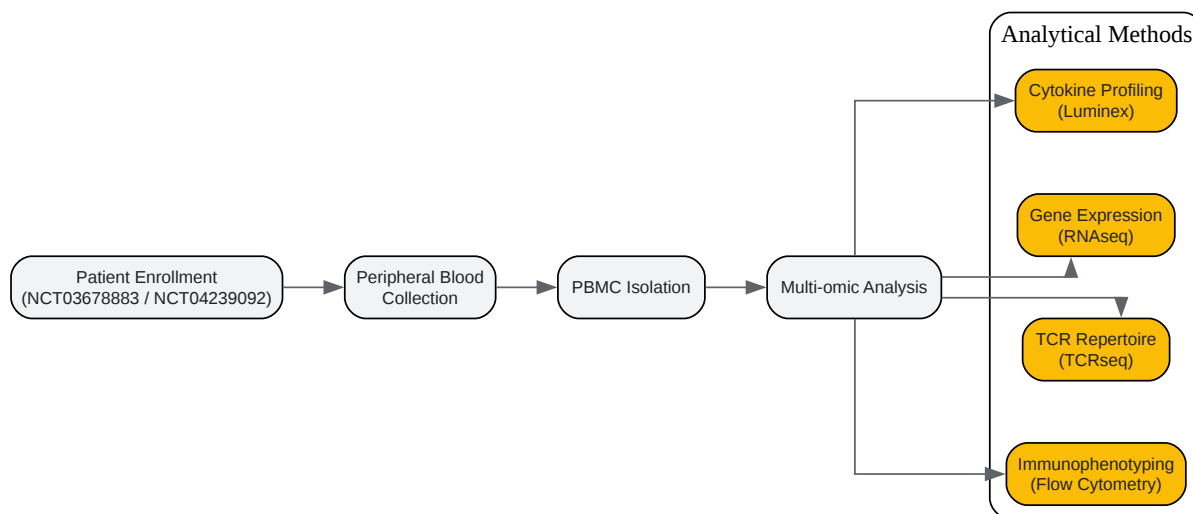 Analytical Methods
Cytokine Profiling
(Luminex)
Gene Expression
(RNAseq)
Patient Enrollment
(NCT03678883 / NCT04239092)
Peripheral Blood
Collection
PBMC Isolation
Multi-omic Analysis
TCR Repertoire
(TCRseq)
Immunophenotyping
(Flow Cytometry)